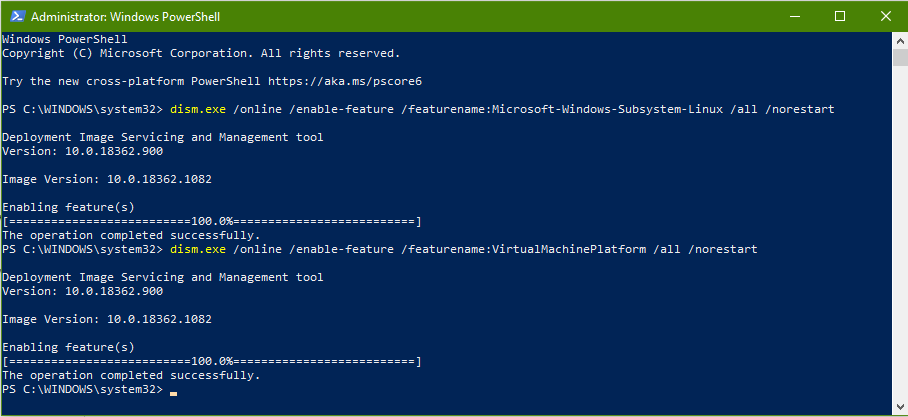 Administrator: Windows PowerShell
Windows PowerShell
Copyright (C) Microsoft Corporation. All rights reserved.
Try the new cross-platform PowerShell https://aka.ms/pscore6
PS C:\WINDOWS\system32> dism.exe /online /enable-feature /featurename:Microsoft-Windows-Subsystem-Linux /all /norestart
Deployment Image Servicing and Management tool
Version: 10.0.18362.900
Image Version: 10.0.18362.1082
Enabling feature(s)
[==========================100.0%==========================]
The operation completed successfully.
PS C:\WINDOWS\system32> dism.exe /online /enable-feature /featurename:VirtualMachinePlatform /all /norestart
Deployment Image Servicing and Management tool
Version: 10.0.18362.900
Image Version: 10.0.18362.1082
Enabling feature(s)
[==========================100.0%==========================]
The operation completed successfully.
PS C:\WINDOWS\system32>